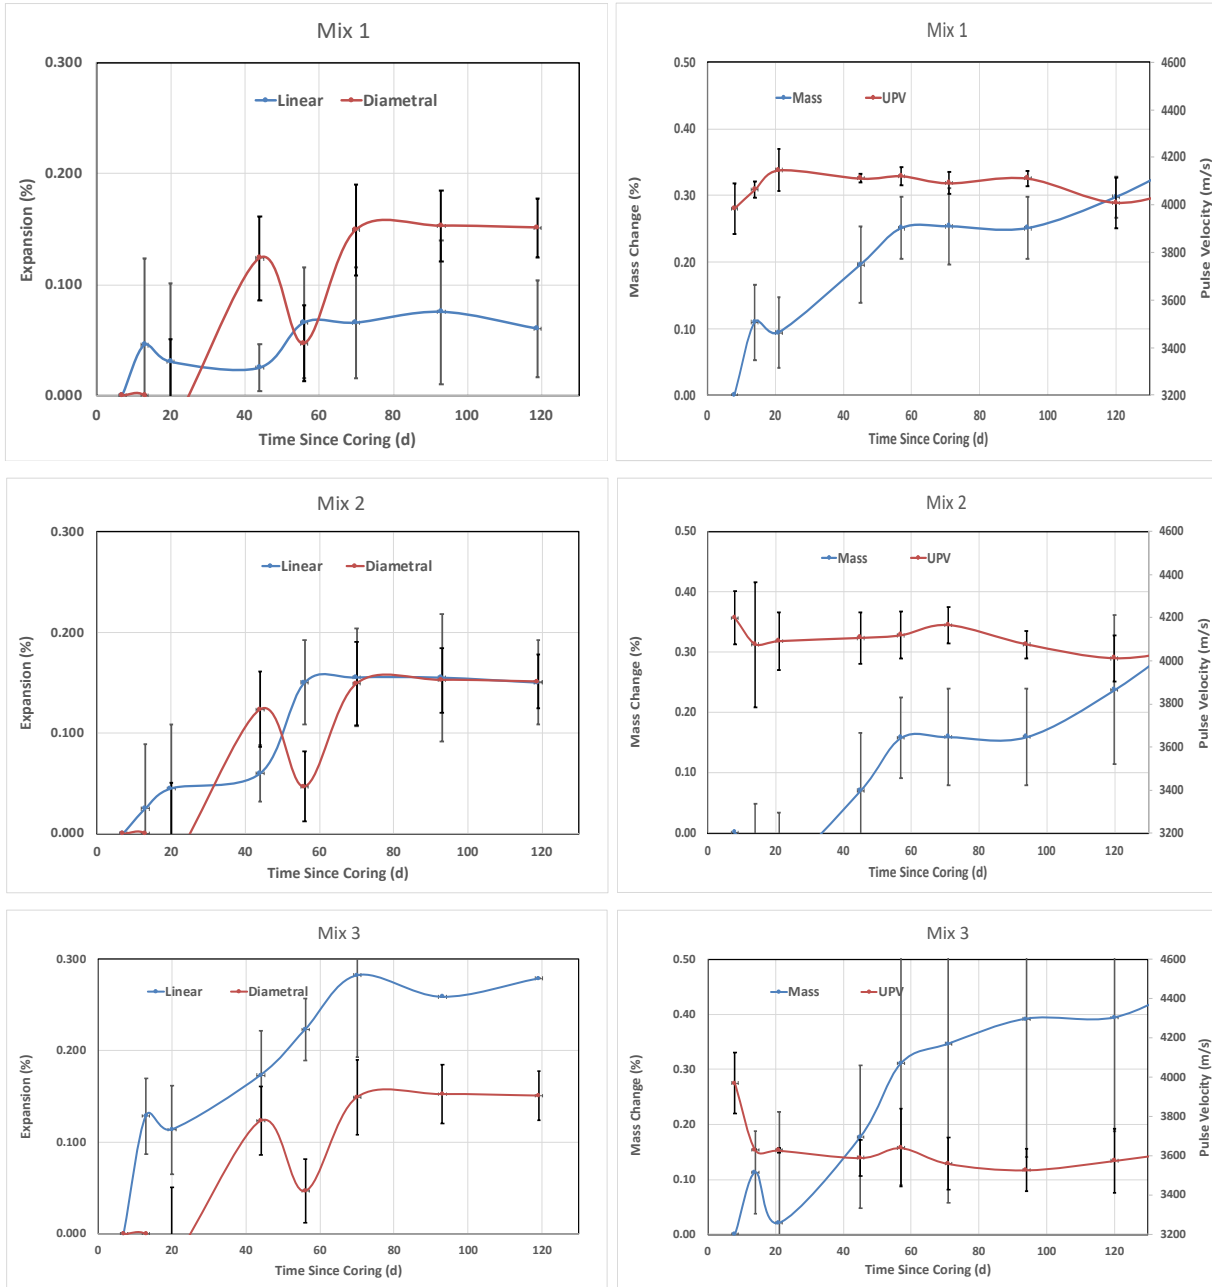 Mix 1
0.300
Linear Diametral
0.200
Expansion (%)
0.100
0.000
0 20 40 60 80 100 120
Time Since Coring (d)
Mix 1
0.50 4600
Mass UPV
4400
0.40
4200
0.30 4000
Mass Change (%)
Pulse Velocity (m/s)
3800
0.20
3600
0.10
3400
0.00 3200
0 20 40 60 80 100 120
Time Since Coring (d)
Mix 2
0.300
Linear Diametral
0.200
Expansion (%)
0.100
0.000
0 20 40 60 80 100 120
Time Since Coring (d)
Mix 2
0.50 4600
Mass UPV
4400
0.40
4200
0.30 4000
Mass Change (%)
Pulse Velocity (m/s)
3800
0.20
3600
0.10
3400
0.00 3200
0 20 40 60 80 100 120
Time Since Coring (d)
Mix 3
0.300
Linear Diametral
0.200
Expansion (%)
0.100
0.000
0 20 40 60 80 100 120
Time Since Coring (d)
Mix 3
0.50 4600
Mass UPV
4400
0.40
4200
0.30 4000
Mass Change (%)
Pulse Velocity (m/s)
3800
0.20
3600
0.10
3400
0.00 3200
0 20 40 60 80 100 120
Time Since Coring (d)